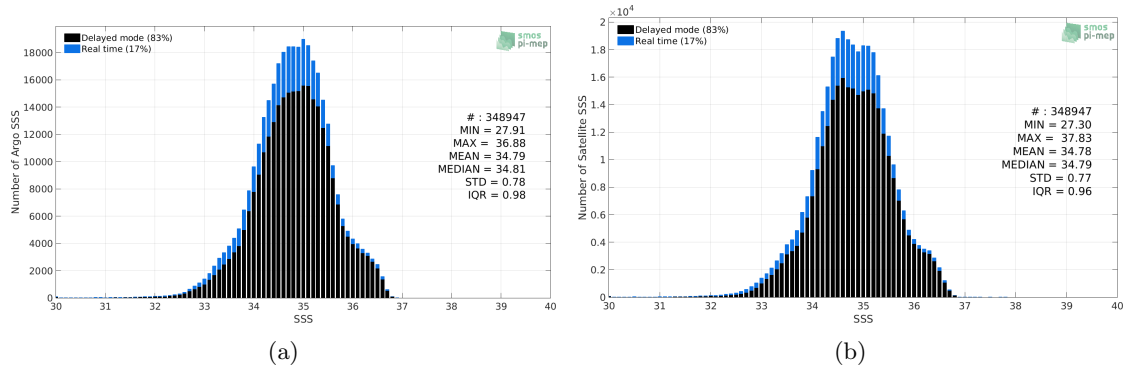 Delayed mode (83%)
Real time (17%)
smos
pi-mep
Number of Argo SSS
18000
16000
14000
12000
10000
8000
6000
4000
2000
0
# : 348947
MIN = 27.91
MAX = 36.88
MEAN = 34.79
MEDIAN = 34.81
STD = 0.78
IQR = 0.98
30 31 32 33 34 35 36 37 38 39 40
SSS
(a)
×10⁴
Delayed mode (83%)
Real time (17%)
smos
pi-mep
Number of Satellite SSS
2
1.8
1.6
1.4
1.2
1
0.8
0.6
0.4
0.2
0
# : 348947
MIN = 27.30
MAX = 37.83
MEAN = 34.78
MEDIAN = 34.79
STD = 0.77
IQR = 0.96
30 31 32 33 34 35 36 37 38 39 40
SSS
(b)